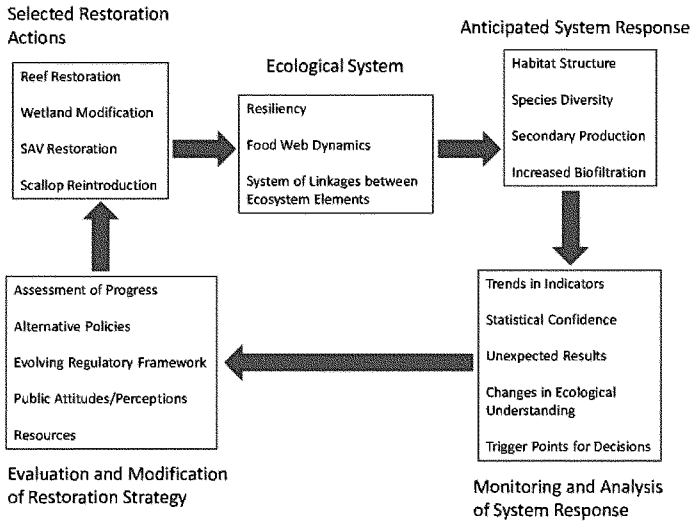 Selected Restoration
Actions
Reef Restoration
Wetland Modification
SAV Restoration
Scallop Reintroduction
Ecological System
Resiliency
Food Web Dynamics
System of Linkages between
Ecosystem Elements
Anticipated System Response
Habitat Structure
Species Diversity
Secondary Production
Increased Biofiltration
Trends in Indicators
Statistical Confidence
Unexpected Results
Changes in Ecological
Understanding
Trigger Points for Decisions
Monitoring and Analysis
of System Response
Assessment of Progress
Alternative Policies
Evolving Regulatory Framework
Public Attitudes/Perceptions
Resources
Evaluation and Modification
of Restoration Strategy